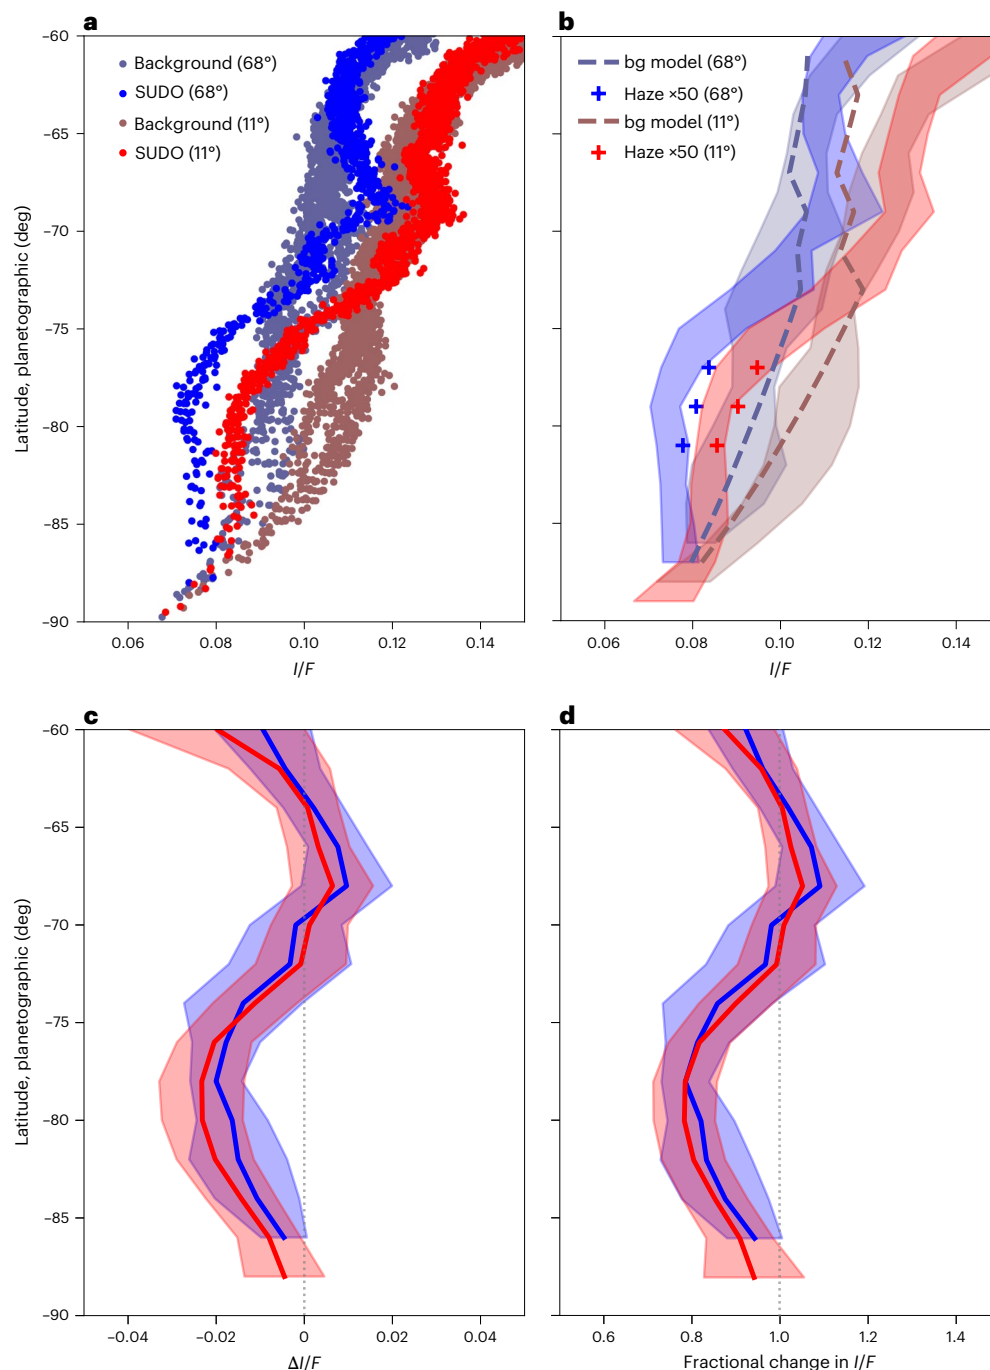 a
b
−60
−65
−70
−75
−80
−85
−90
Latitude, planetographic (deg)
Background (68°)
SUDO (68°)
Background (11°)
SUDO (11°)
0.06
0.08
0.10
0.12
0.14
I/F
bg model (68°)
Haze ×50 (68°)
bg model (11°)
Haze ×50 (11°)
0.06
0.08
0.10
0.12
0.14
I/F
c
d
−60
−65
−70
−75
−80
−85
−90
Latitude, planetographic (deg)
−0.04
−0.02
0
0.02
0.04
ΔI/F
0.6
0.8
1.0
1.2
1.4
Fractional change in I/F